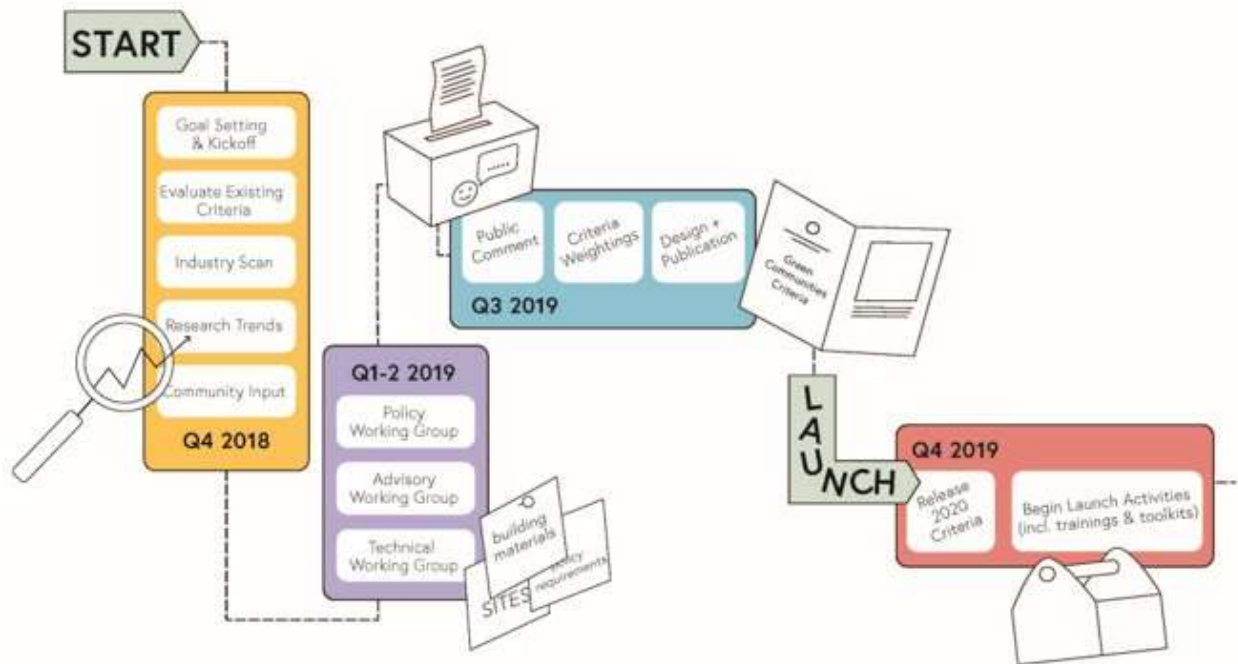 START
Goal Setting
& Kickoff
Evaluate Existing
Criteria
Industry Scan
Research Trends
Community Input
Q4 2018
Q1-2 2019
Policy
Working Group
Advisory
Working Group
Technical
Working Group
building
materials
policy
requirements
SITES
Public
Comment
Criteria
Weightings
Design +
Publication
Q3 2019
Green
Communities
Criteria
LAUNCH
Q4 2019
Release
2020
Criteria
Begin Launch Activities
(incl. trainings & toolkits)